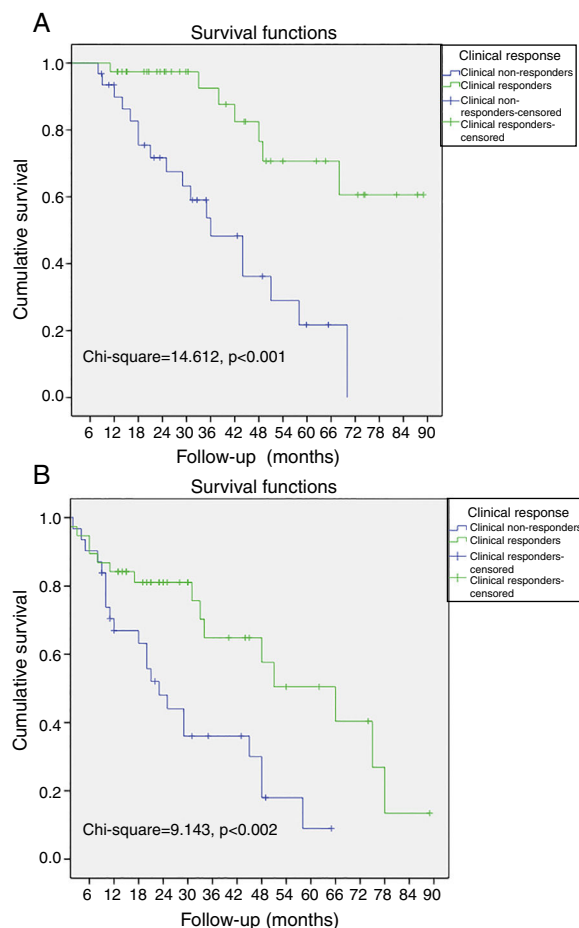 A
Survival functions
Clinical response
Clinical non-responders
Clinical responders
Clinical non-
responders-censored
Clinical responders-
censored
1.0
0.8
0.6
0.4
0.2
0.0
Cumulative survival
Chi-square=14.612, p<0.001
6 12 18 24 30 36 42 48 54 60 66 72 78 84 90
Follow-up (months)
B
Survival functions
Clinical response
Clinical non-responders
Clinical responders
Clinical responders-
censored
Clinical responders-
censored
1.0
0.8
0.6
0.4
0.2
0.0
Cumulative survival
Chi-square=9.143, p<0.002
6 12 18 24 30 36 42 48 54 60 66 72 78 84 90
Follow-up (months)